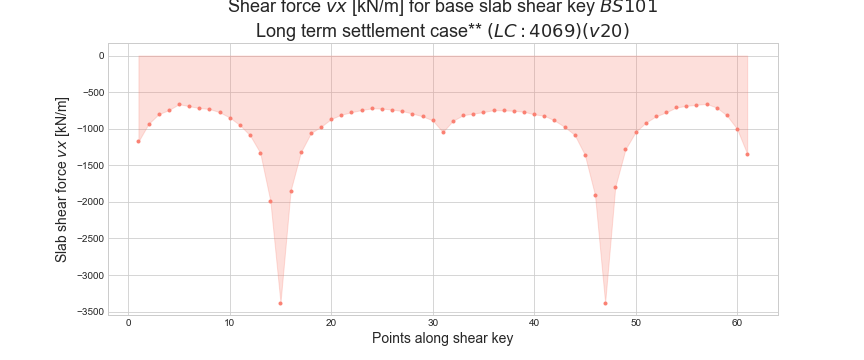 Shear force vx [kN/m] for base slab shear key BS101
Long term settlement case** (LC : 4069)(v20)
Slab shear force vx [kN/m]
0
−500
−1000
−1500
−2000
−2500
−3000
−3500
0 10 20 30 40 50 60
Points along shear key